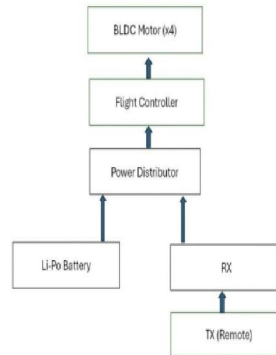 BLDC Motor (x4)
Flight Controller
Power Distributor
Li-Po Battery
RX
TX (Remote)